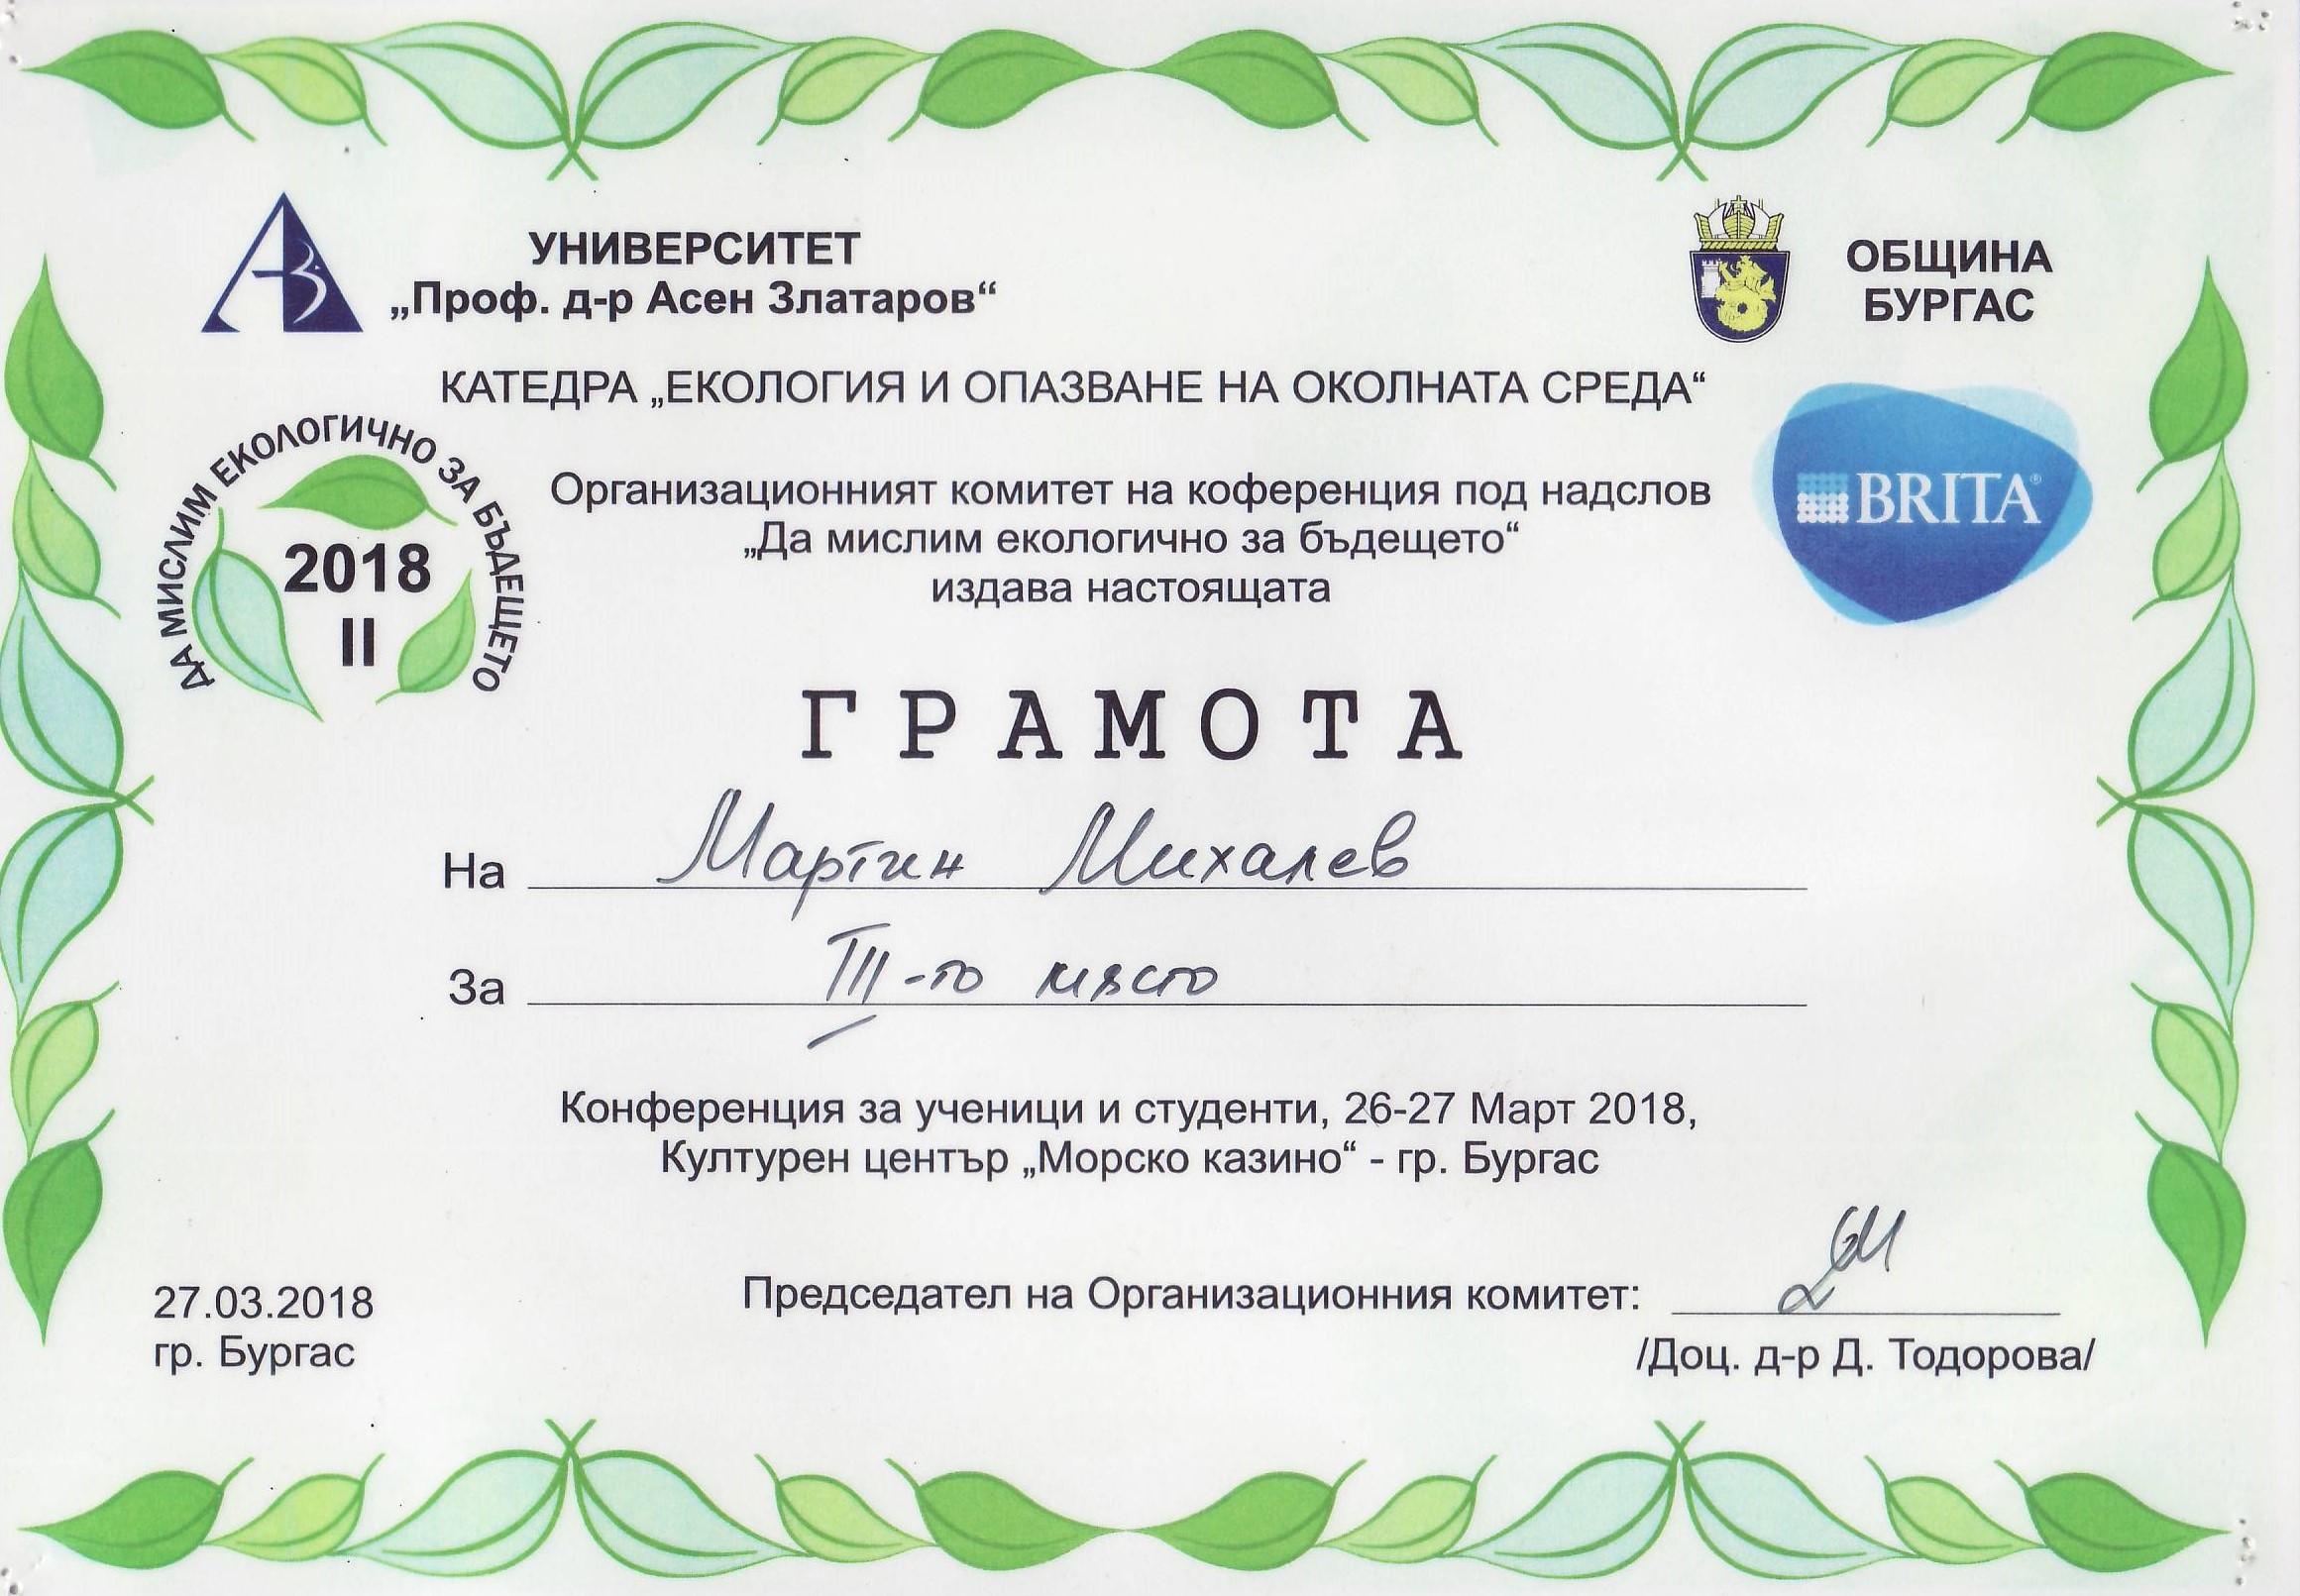 УНИВЕРСИТЕТ
„Проф. д-р Асен Златаров“
ОБЩИНА
БУРГАС
КАТЕДРА „ЕКОЛОГИЯ И ОПАЗВАНЕ НА ОКОЛНАТА СРЕДА“
ДА МИСЛИМ ЕКОЛОГИЧНО ЗА БЪДЕЩЕТО
2018
II
BRITA®
Организационният комитет на коференция под надслов
„Да мислим екологично за бъдещето“
издава настоящата
ГРАМОТА
На Мартин Михалев
За III-то място
Конференция за ученици и студенти, 26-27 Март 2018,
Културен център „Морско казино“ - гр. Бургас
27.03.2018
гр. Бургас
Председател на Организационния комитет:
/Доц. д-р Д. Тодорова/